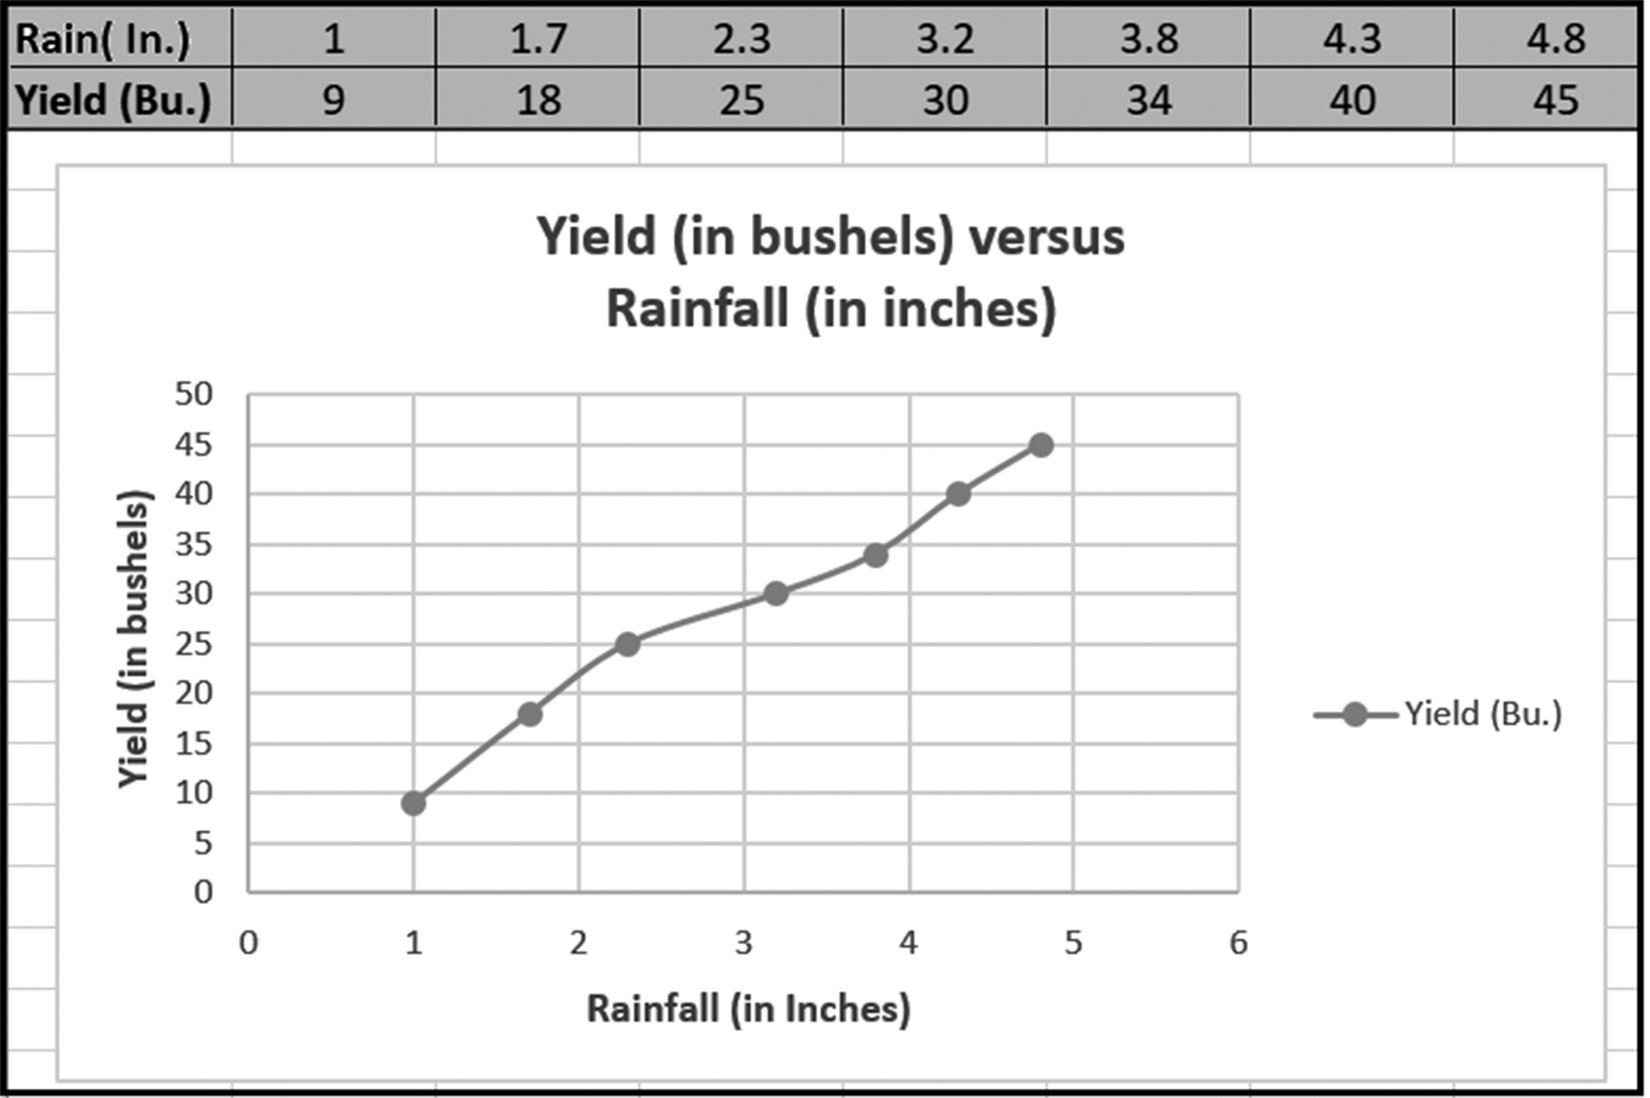 Rain( In.) 1 1.7 2.3 3.2 3.8 4.3 4.8
Yield (Bu.) 9 18 25 30 34 40 45
Yield (in bushels) versus
Rainfall (in inches)
50
45
40
35
30
25
20
15
10
5
0
Yield (in bushels)
Yield (Bu.)
0 1 2 3 4 5 6
Rainfall (in Inches)